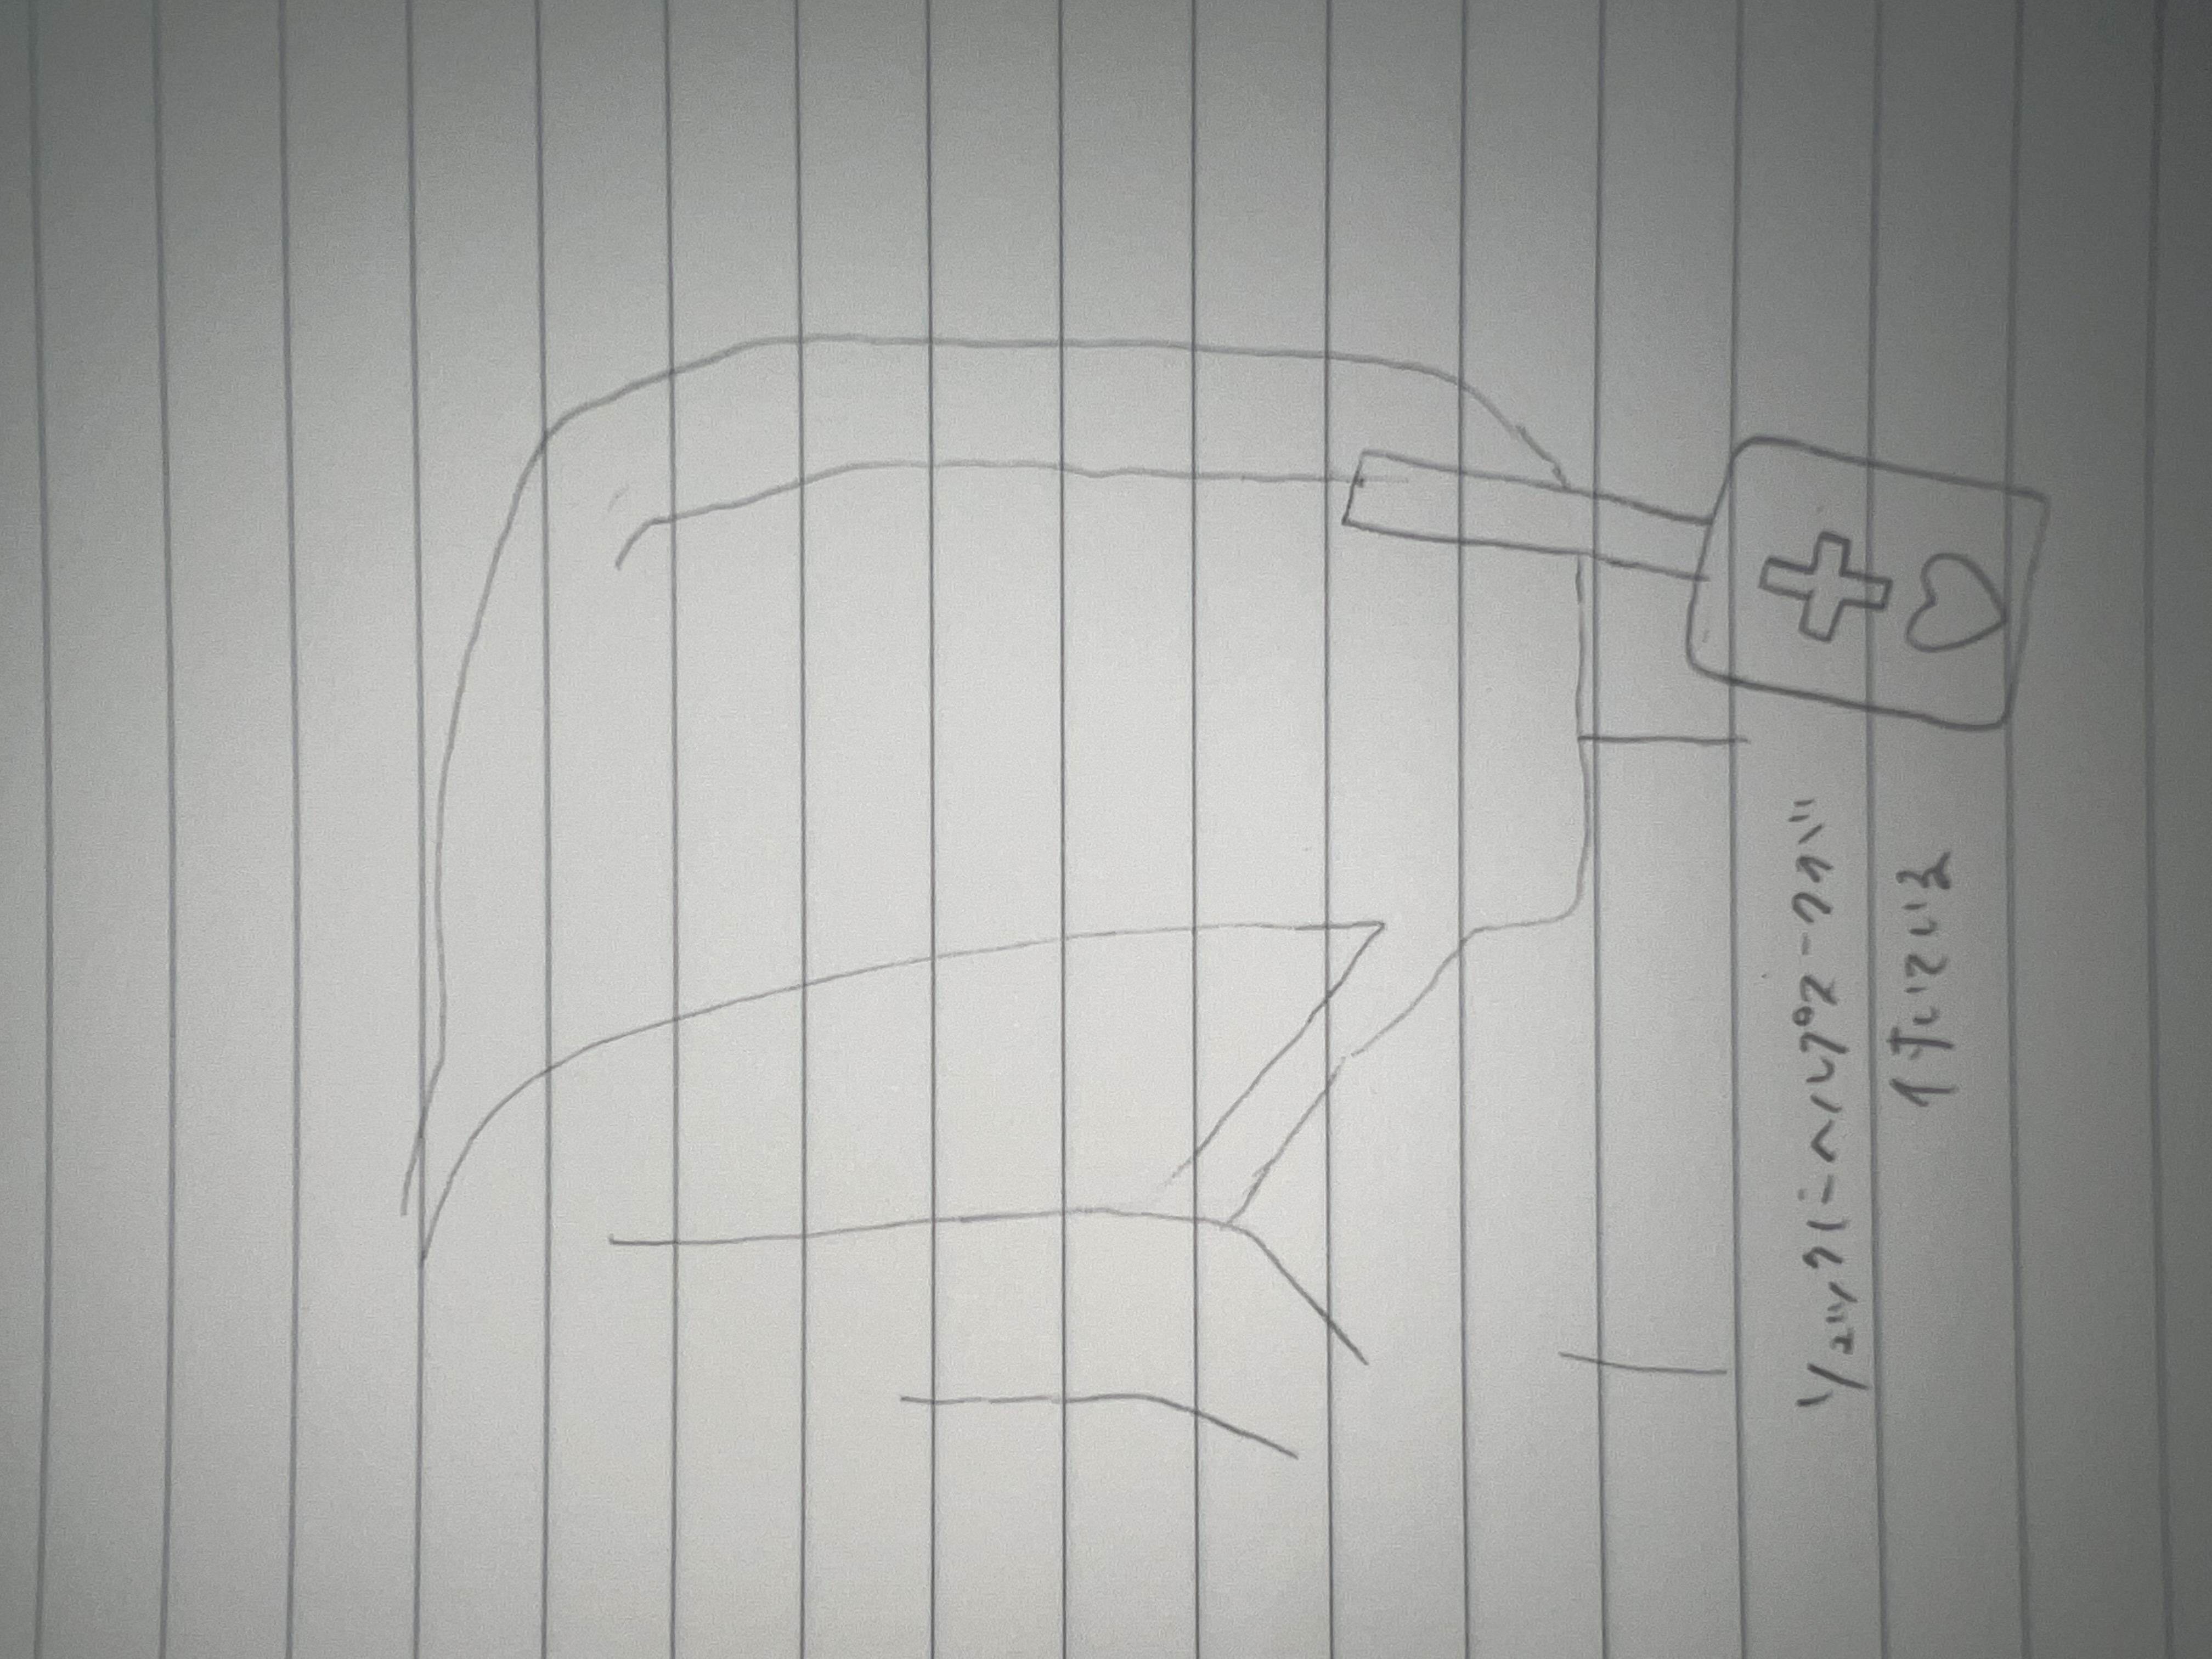 リュックにヘルプマークが
付いている